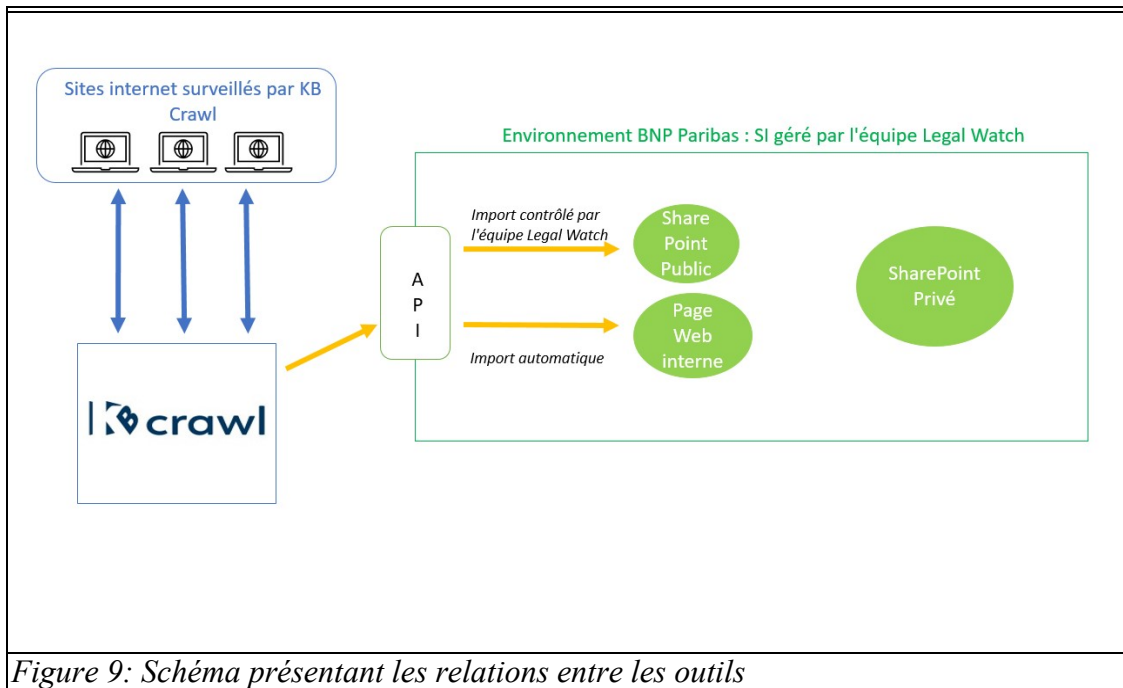 Sites internet surveillés par KB
Crawl
Environnement BNP Paribas : SI géré par l'équipe Legal Watch
Import contrôlé par
l'équipe Legal Watch
Share
Point
Public
SharePoint
Privé
A
P
I
Page
Web
interne
Import automatique
KB crawl
Figure 9: Schéma présentant les relations entre les outils